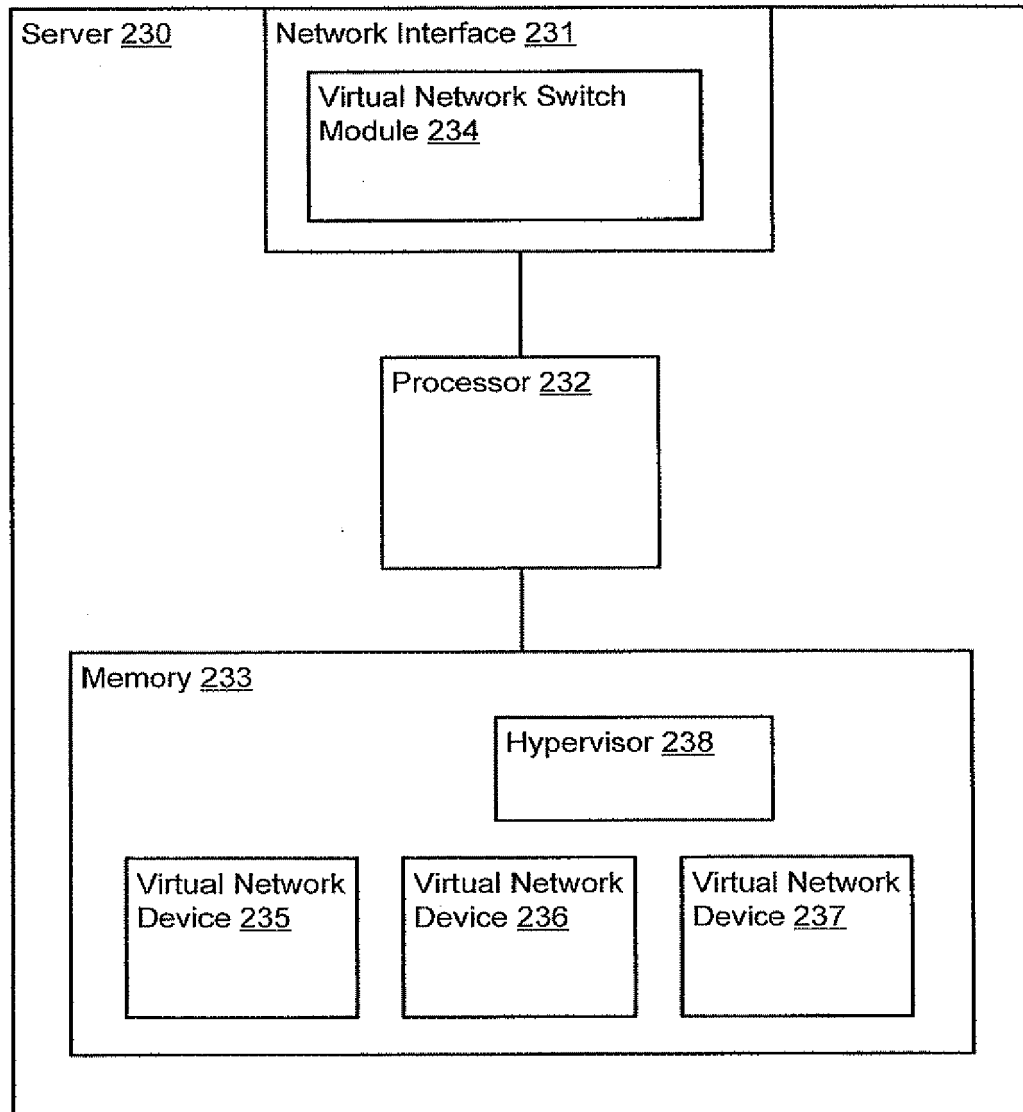 Server 230
Network Interface 231
Virtual Network Switch
Module 234
Processor 232
Memory 233
Hypervisor 238
Virtual Network
Device 235
Virtual Network
Device 236
Virtual Network
Device 237